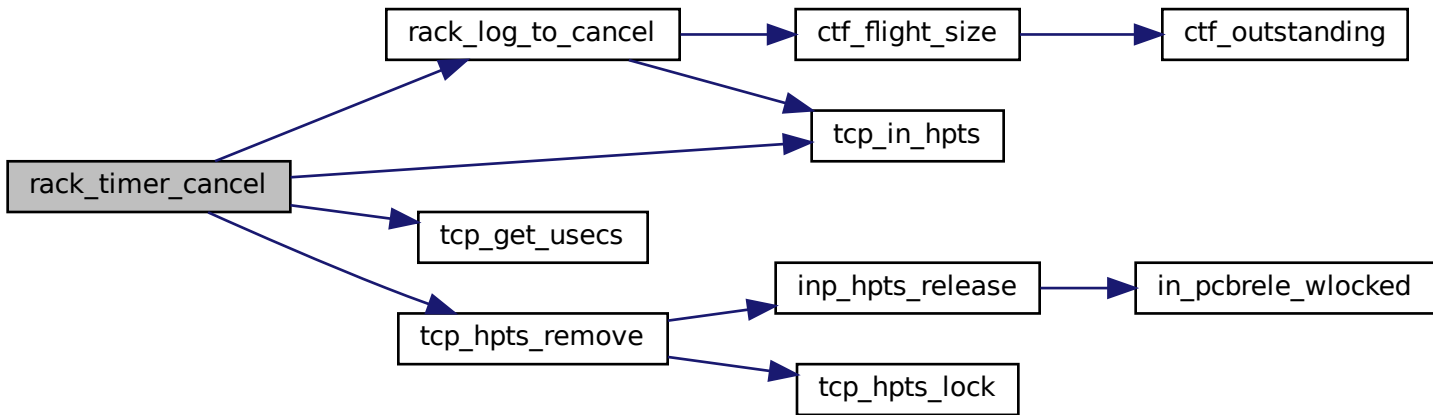 rack_log_to_cancel
ctf_flight_size
ctf_outstanding
tcp_in_hpts
rack_timer_cancel
tcp_get_usecs
inp_hpts_release
in_pcbrele_wlocked
tcp_hpts_remove
tcp_hpts_lock